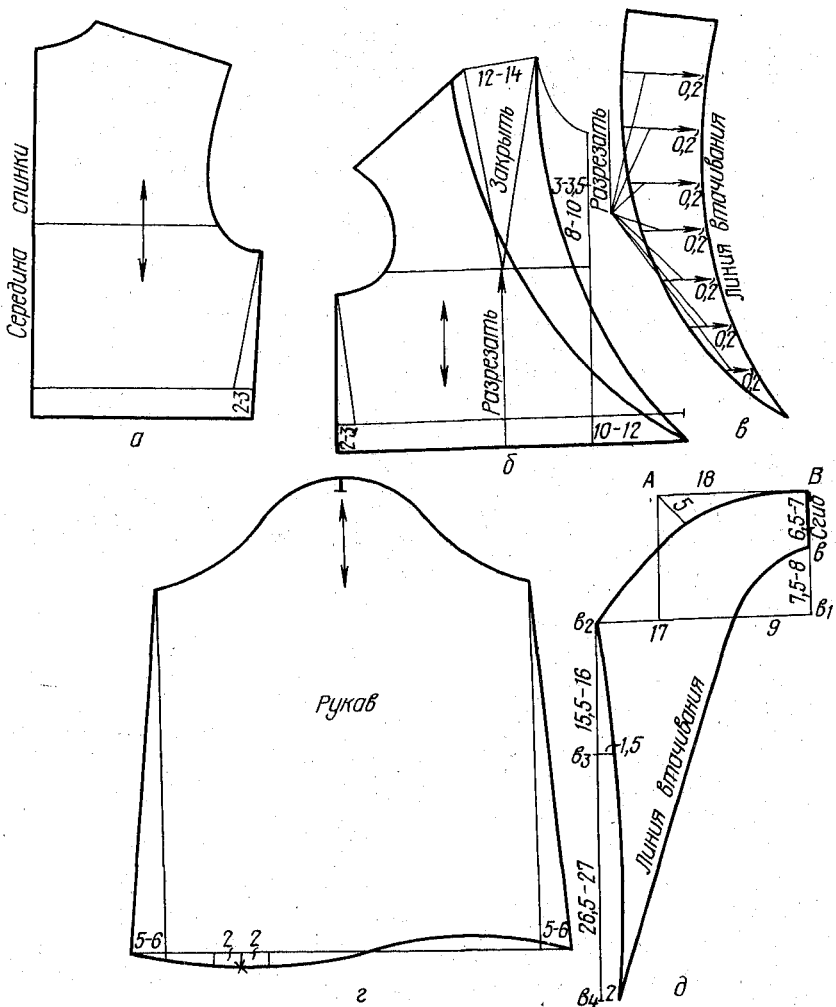 Середина спинки
2-3
а
12-14
Закрыть
3-3,5
8-10
Разрезать
Разрезать
2-3
10-12
б
0,2
0,2
0,2
0,2
0,2
0,2
0,2
Линия втачивания
в
Рукав
5-6
2
2
5-6
г
А
18
В
5
6,5-7
Сгиб
в
7,5-8
в1
в2
17
9
15,5-16
в3
1,5
Линия втачивания
26,5-27
в4
2
д